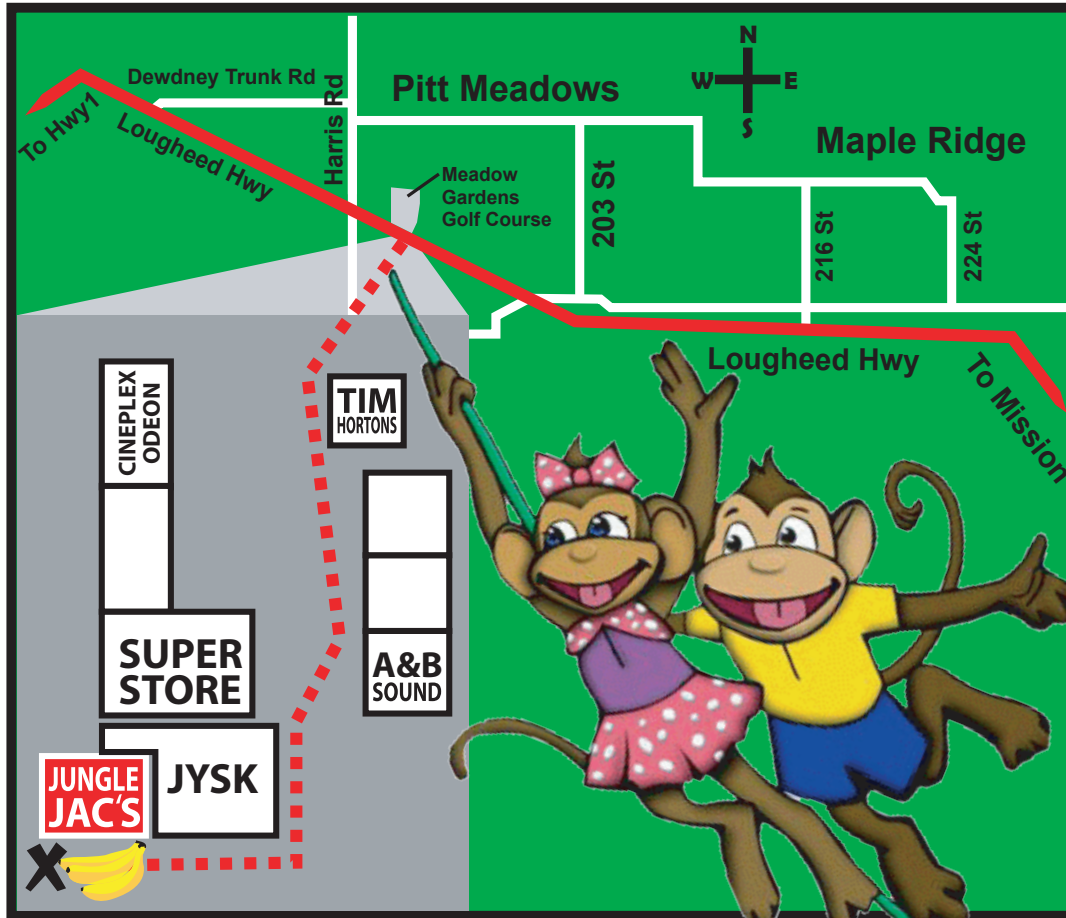 N
W E
S
Dewdney Trunk Rd
Pitt Meadows
To Hwy1
Lougheed Hwy
Harris Rd
Maple Ridge
Meadow
Gardens
Golf Course
203 St
216 St
224 St
Lougheed Hwy
To Mission
CINEPLEX
ODEON
TIM
HORTONS
SUPER
STORE
A&B
SOUND
JYSK
JUNGLE
JAC'S
X